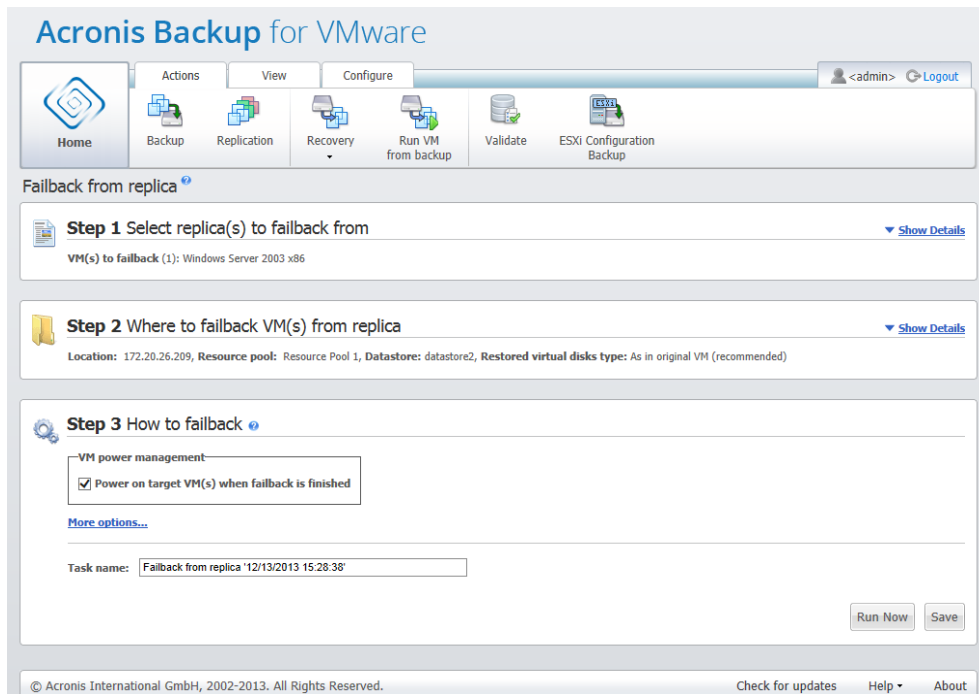 Acronis Backup for VMware
Actions View Configure
<admin> Logout
Home
Backup
Replication
Recovery
Run VM
from backup
Validate
ESXi
ESXi Configuration
Backup
Failback from replica ?
Step 1 Select replica(s) to failback from
Show Details
VM(s) to failback (1): Windows Server 2003 x86
Step 2 Where to failback VM(s) from replica
Show Details
Location: 172.20.26.209, Resource pool: Resource Pool 1, Datastore: datastore2, Restored virtual disks type: As in original VM (recommended)
Step 3 How to failback ?
VM power management
Power on target VM(s) when failback is finished
More options...
Task name: Failback from replica '12/13/2013 15:28:38'
Run Now Save
© Acronis International GmbH, 2002-2013. All Rights Reserved.
Check for updates Help About